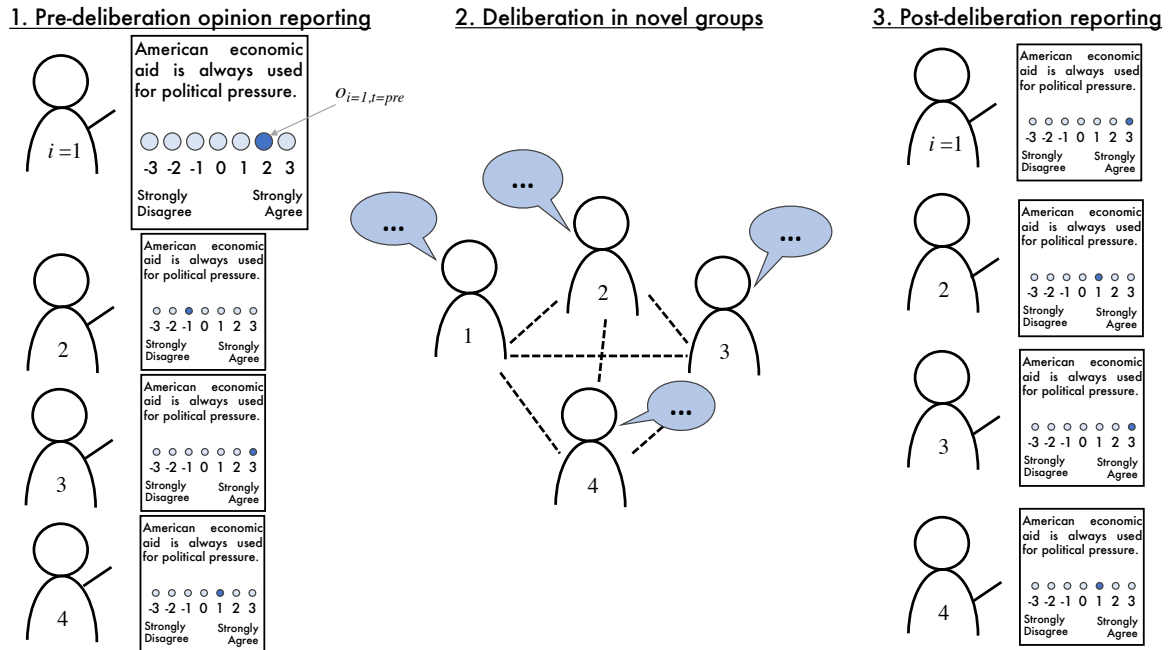 1. Pre-deliberation opinion reporting
American economic
aid is always used
for political pressure.
o_{i=1,t=pre}
i =1
-3 -2 -1 0 1 2 3
Strongly Strongly
Disagree Agree
American economic
aid is always used
for political pressure.
2
-3 -2 -1 0 1 2 3
Strongly Strongly
Disagree Agree
American economic
aid is always used
for political pressure.
3
-3 -2 -1 0 1 2 3
Strongly Strongly
Disagree Agree
American economic
aid is always used
for political pressure.
4
-3 -2 -1 0 1 2 3
Strongly Strongly
Disagree Agree
2. Deliberation in novel groups
...
...
...
1
2
3
...
4
3. Post-deliberation reporting
American economic
aid is always used
for political pressure.
i =1
-3 -2 -1 0 1 2 3
Strongly Strongly
Disagree Agree
American economic
aid is always used
for political pressure.
2
-3 -2 -1 0 1 2 3
Strongly Strongly
Disagree Agree
American economic
aid is always used
for political pressure.
3
-3 -2 -1 0 1 2 3
Strongly Strongly
Disagree Agree
American economic
aid is always used
for political pressure.
4
-3 -2 -1 0 1 2 3
Strongly Strongly
Disagree Agree